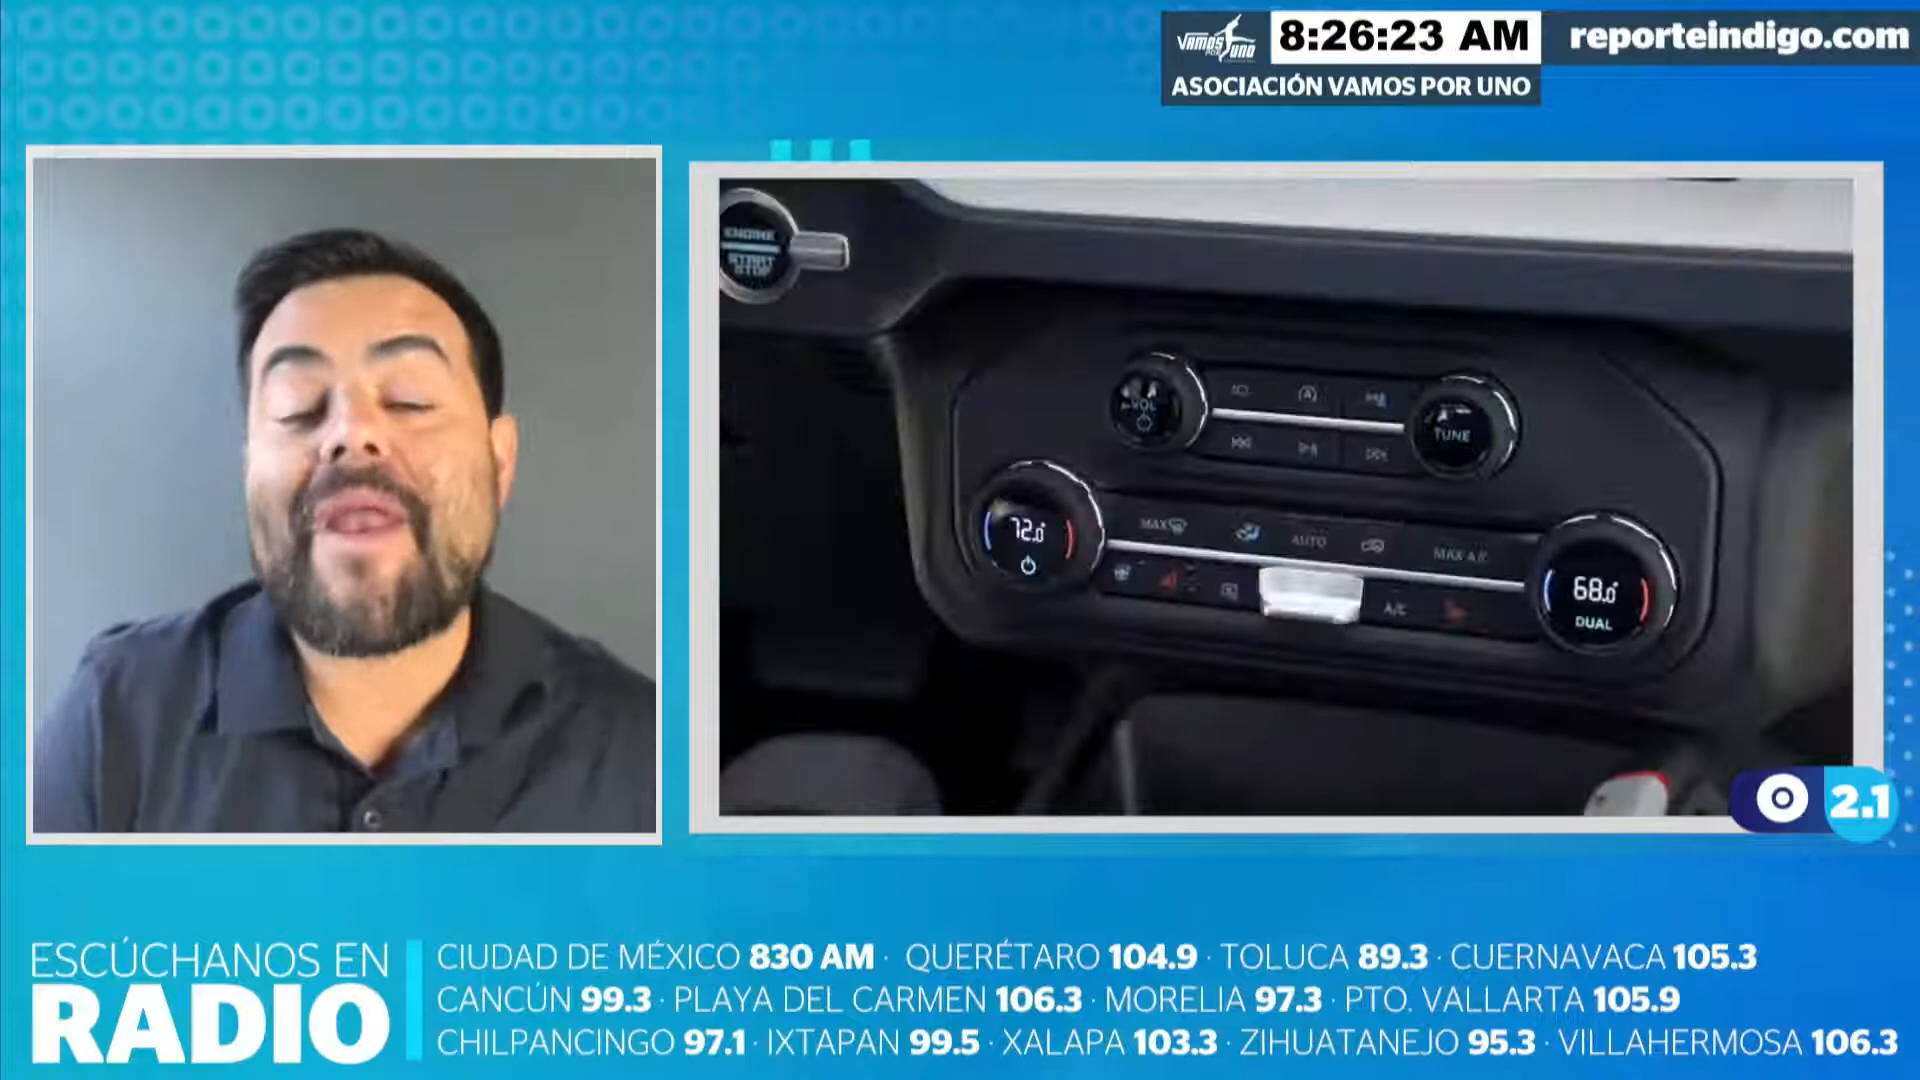 VAMOS POR UNO
8:26:23 AM
reporteindigo.com
ASOCIACIÓN VAMOS POR UNO
ENGINE
START
STOP
VOL
TUNE
72.0°
MAX
AUTO
MAX A/C
A/C
68.0°
DUAL
2.1
ESCÚCHANOS EN
RADIO
CIUDAD DE MÉXICO 830 AM · QUERÉTARO 104.9 · TOLUCA 89.3 · CUERNAVACA 105.3
CANCÚN 99.3 · PLAYA DEL CARMEN 106.3 · MORELIA 97.3 · PTO. VALLARTA 105.9
CHILPANCINGO 97.1 · IXTAPAN 99.5 · XALAPA 103.3 · ZIHUATANEJO 95.3 · VILLAHERMOSA 106.3